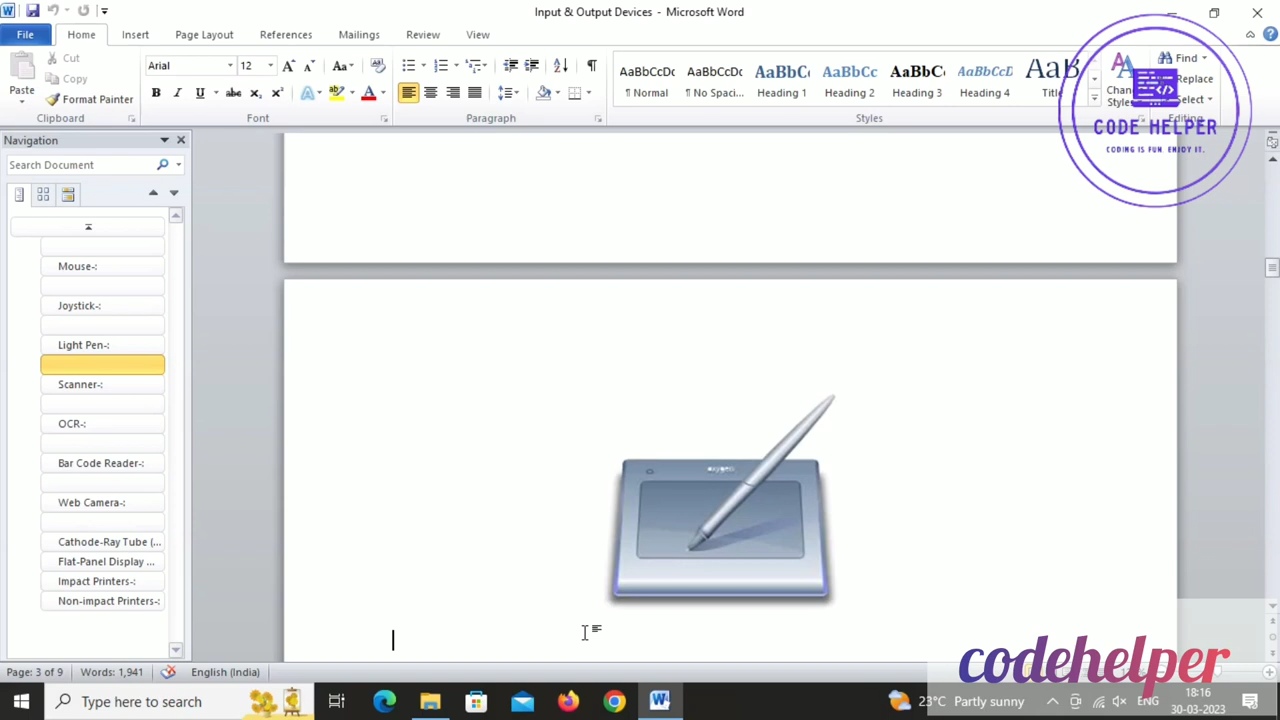 Input & Output Devices - Microsoft Word
File Home Insert Page Layout References Mailings Review View
Paste
Cut
Copy
Format Painter
Clipboard
Arial 12
Font
Paragraph
AaBbCcDc AaBbCcDc AaBbC AaBbCc AaBbCc AaBbCcD AaB
¶ Normal ¶ No Spaci... Heading 1 Heading 2 Heading 3 Heading 4 Title
Styles
Find
Replace
Select
Editing
CODE HELPER
CODING IS FUN ENJOY IT.
Navigation
Search Document
Mouse-:
Joystick-:
Light Pen-:
Scanner-:
OCR-:
Bar Code Reader-:
Web Camera-:
Cathode-Ray Tube (...
Flat-Panel Display ...
Impact Printers-:
Non-impact Printers-:
Page: 3 of 9 Words: 1,941 English (India)
codehelper
Type here to search
23°C Partly sunny
ENG
18:16
30-03-2023